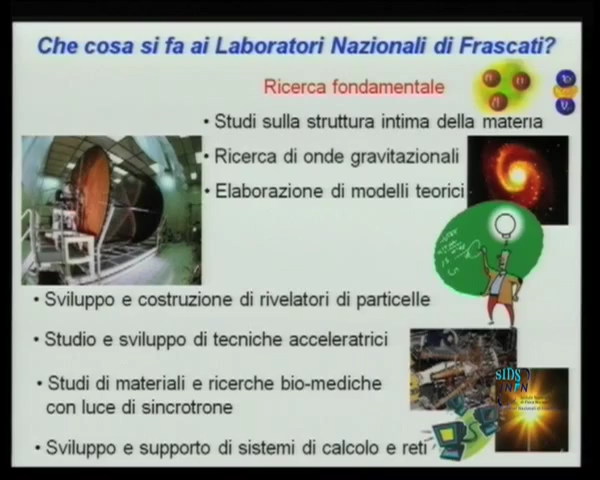 Che cosa si fa ai Laboratori Nazionali di Frascati?
Ricerca fondamentale
• Studi sulla struttura intima della materia
• Ricerca di onde gravitazionali
• Elaborazione di modelli teorici
• Sviluppo e costruzione di rivelatori di particelle
• Studio e sviluppo di tecniche acceleratrici
• Studi di materiali e ricerche bio-mediche
con luce di sincrotrone
• Sviluppo e supporto di sistemi di calcolo e reti
SIDS